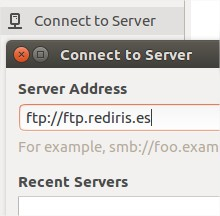 Connect to Server
Connect to Server
Server Address
ftp://ftp.rediris.es
For example, smb://foo.exam
Recent Servers